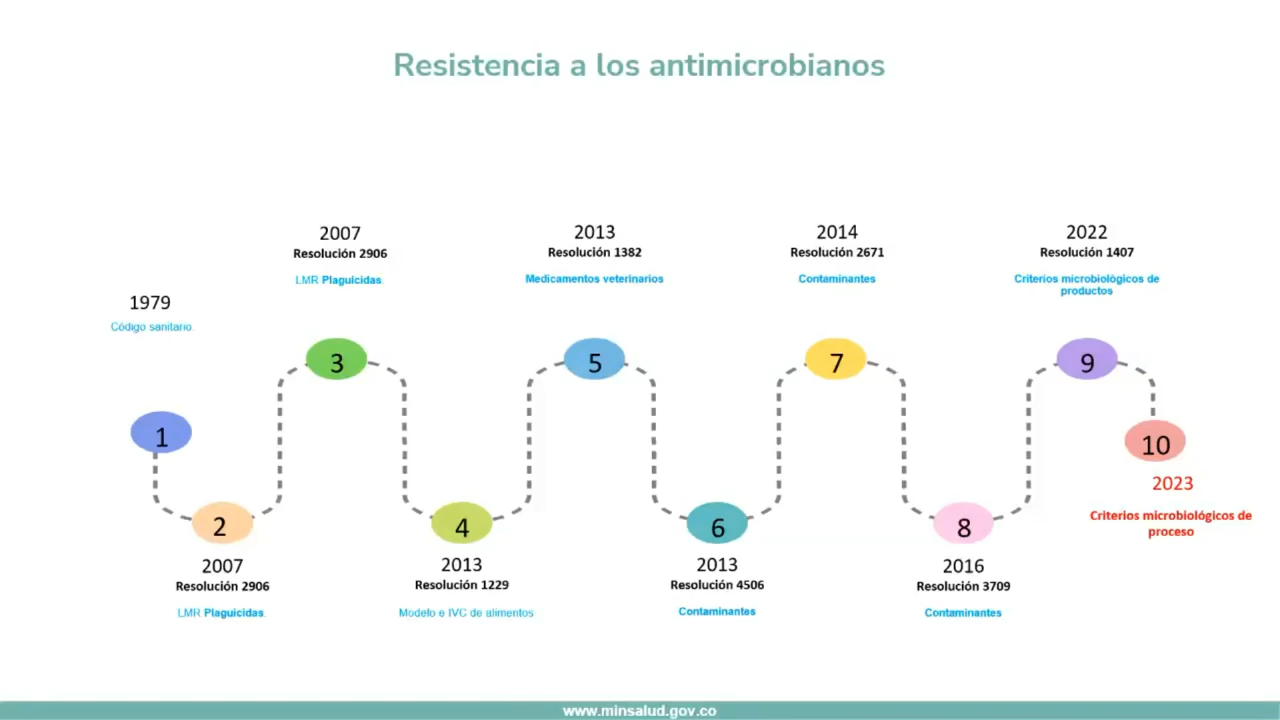 Resistencia a los antimicrobianos
1979
Código sanitario.
1
2
2007
Resolución 2906
LMR Plaguicidas.
2007
Resolución 2906
LMR Plaguicidas
3
4
2013
Resolución 1229
Modelo e IVC de alimentos
2013
Resolución 1382
Medicamentos veterinarios
5
6
2013
Resolución 4506
Contaminantes
2014
Resolución 2671
Contaminantes
7
8
2016
Resolución 3709
Contaminantes
2022
Resolución 1407
Criterios microbiológicos de
productos
9
10
2023
Criterios microbiológicos de
proceso
www.minsalud.gov.co